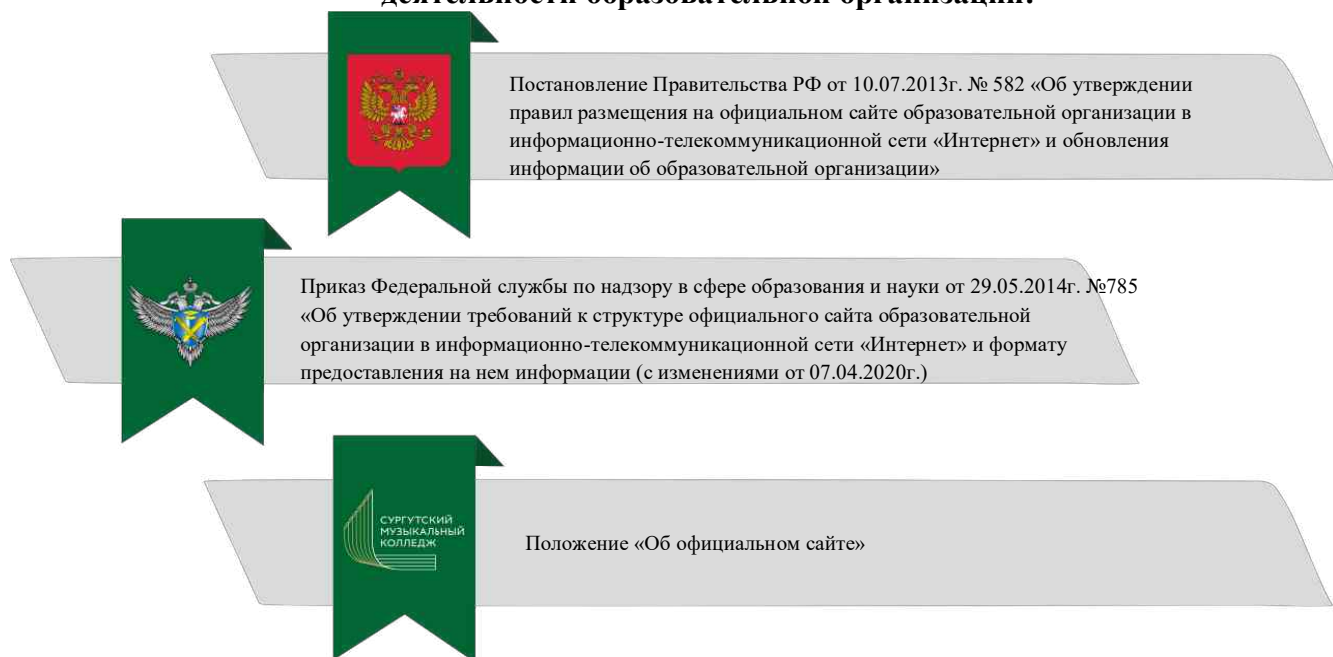 деятельности образовательной организации:
Постановление Правительства РФ от 10.07.2013г. № 582 «Об утверждении
правил размещения на официальном сайте образовательной организации в
информационно-телекоммуникационной сети «Интернет» и обновления
информации об образовательной организации»
Приказ Федеральной службы по надзору в сфере образования и науки от 29.05.2014г. №785
«Об утверждении требований к структуре официального сайта образовательной
организации в информационно-телекоммуникационной сети «Интернет» и формату
предоставления на нем информации (с изменениями от 07.04.2020г.)
СУРГУТСКИЙ
МУЗЫКАЛЬНЫЙ
КОЛЛЕДЖ
Положение «Об официальном сайте»